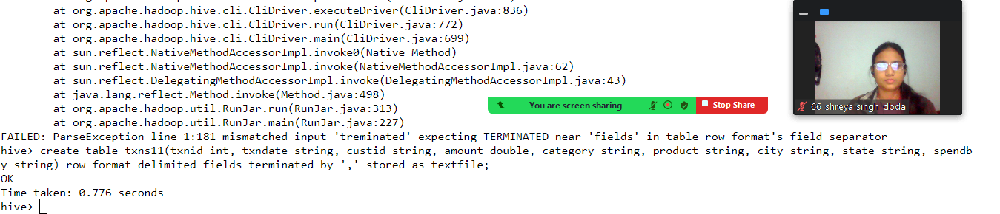 at org.apache.hadoop.hive.cli.CliDriver.executeDriver(CliDriver.java:836)
at org.apache.hadoop.hive.cli.CliDriver.run(CliDriver.java:772)
at org.apache.hadoop.hive.cli.CliDriver.main(CliDriver.java:699)
at sun.reflect.NativeMethodAccessorImpl.invoke0(Native Method)
at sun.reflect.NativeMethodAccessorImpl.invoke(NativeMethodAccessorImpl.java:62)
at sun.reflect.DelegatingMethodAccessorImpl.invoke(DelegatingMethodAccessorImpl.java:43)
at java.lang.reflect.Method.invoke(Method.java:498)
You are screen sharing
Stop Share
66_shreya singh_dbda
at org.apache.hadoop.util.RunJar.run(RunJar.java:313)
at org.apache.hadoop.util.RunJar.main(RunJar.java:227)
FAILED: ParseException line 1:181 mismatched input 'treminated' expecting TERMINATED near 'fields' in table row format's field separator
hive> create table txns11(txnid int, txndate string, custid string, amount double, category string, product string, city string, state string, spendb
y string) row format delimited fields terminated by ',' stored as textfile;
OK
Time taken: 0.776 seconds
hive>